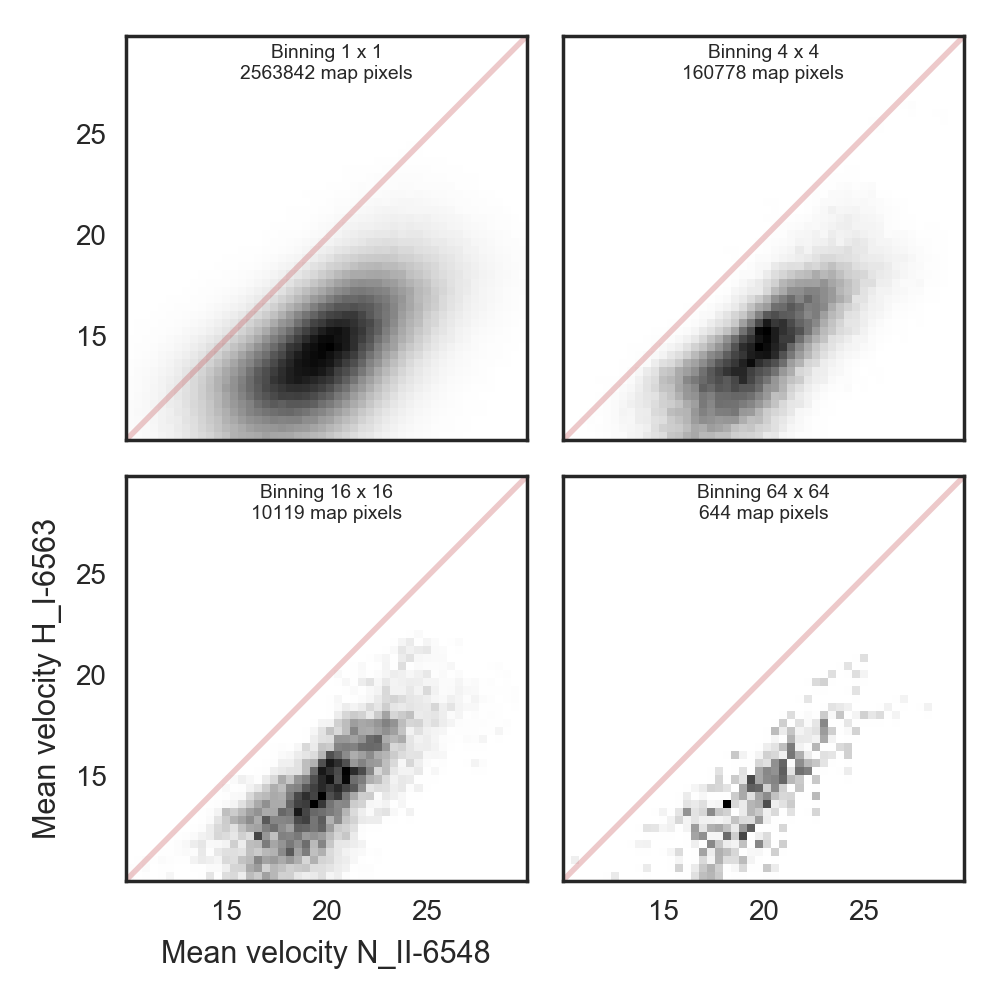 Binning 1 x 1
2563842 map pixels
Binning 4 x 4
160778 map pixels
25
20
15
Binning 16 x 16
10119 map pixels
Binning 64 x 64
644 map pixels
Mean velocity H_I-6563
25
20
15
15 20 25
15 20 25
Mean velocity N_II-6548